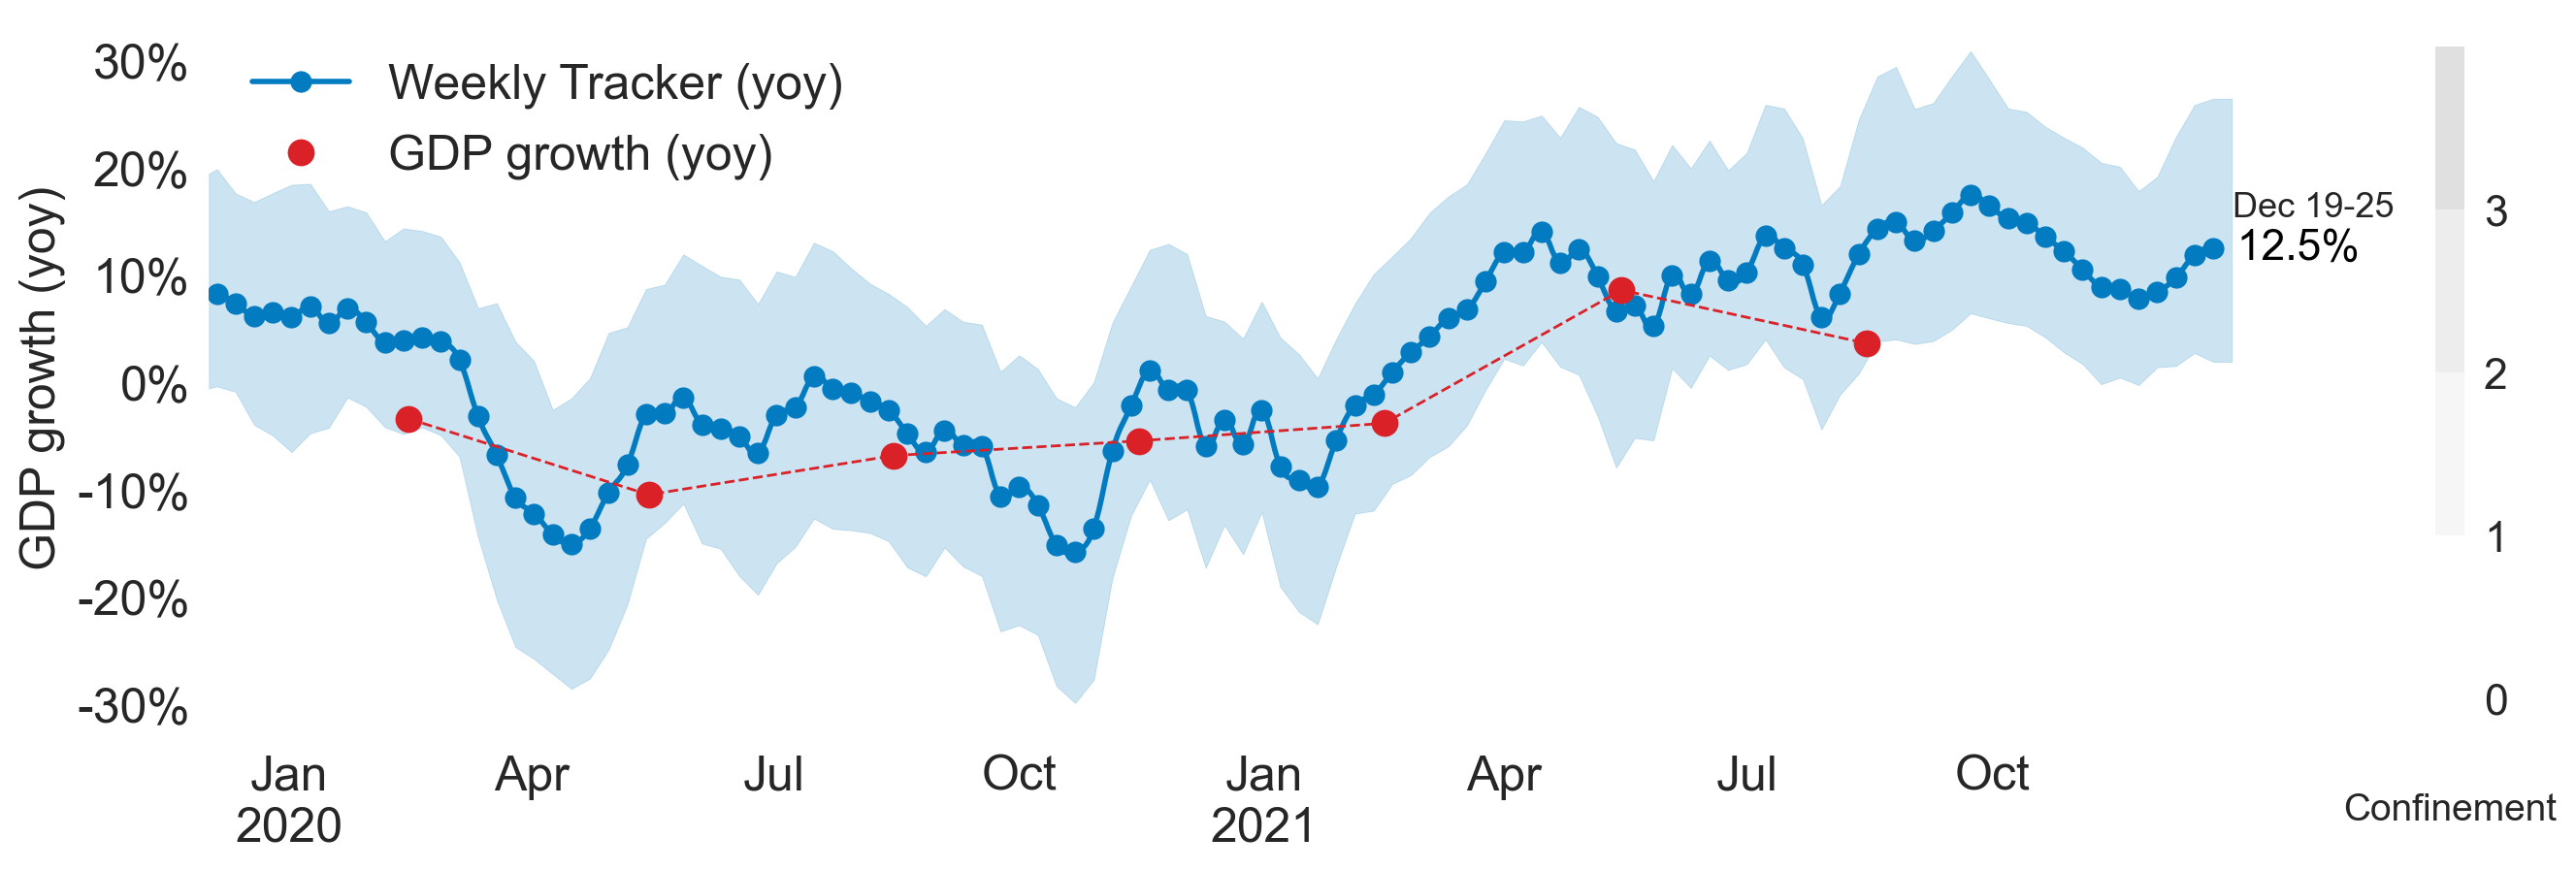 Weekly Tracker (yoy)
GDP growth (yoy)
GDP growth (yoy)
30%
20%
10%
0%
-10%
-20%
-30%
Dec 19-25
12.5%
3
2
1
0
Jan
2020
Apr
Jul
Oct
Jan
2021
Apr
Jul
Oct
Confinement